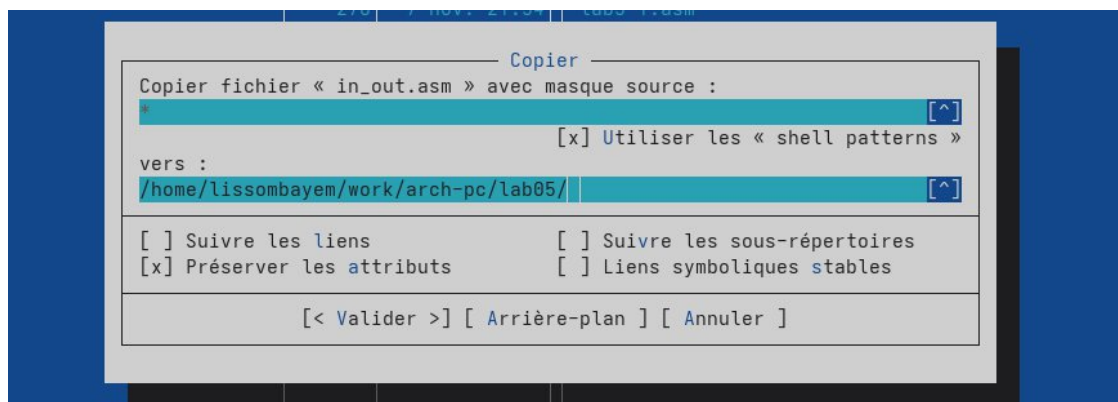 Copier
Copier fichier « in_out.asm » avec masque source :
* [^]
[x] Utiliser les « shell patterns »
vers :
/home/lissombayem/work/arch-pc/lab05/ [^]
[ ] Suivre les liens [ ] Suivre les sous-répertoires
[x] Préserver les attributs [ ] Liens symboliques stables
[< Valider >] [ Arrière-plan ] [ Annuler ]